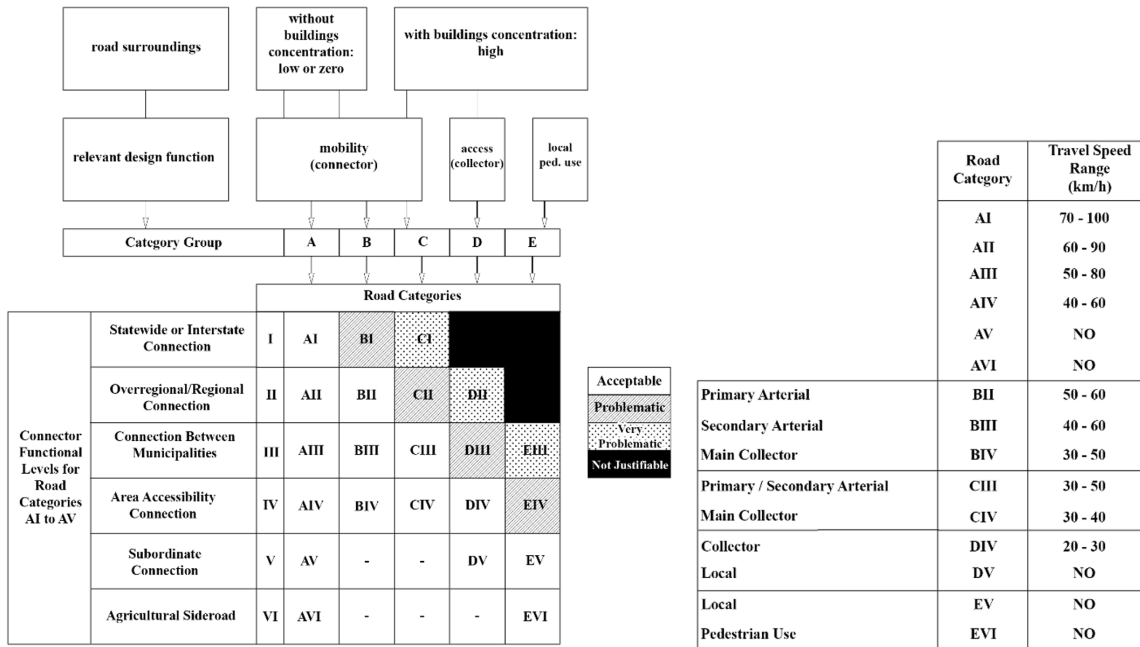 road surroundings
without
buildings
concentration:
low or zero
with buildings concentration:
high
relevant design function
mobility
(connector)
access
(collector)
local
ped. use
Category Group
A
B
C
D
E
Road Categories
Connector
Functional
Levels for
Road
Categories
AI to AV
Statewide or Interstate
Connection
I
AI
BI
CI
Overregional/Regional
Connection
II
AII
BII
CII
DII
Connection Between
Municipalities
III
AIII
BIII
CIII
DIII
EIII
Area Accessibility
Connection
IV
AIV
BIV
CIV
DIV
EIV
Subordinate
Connection
V
AV
-
-
DV
EV
Agricultural Sideroad
VI
AVI
-
-
-
EVI
Acceptable
Problematic
Very
Problematic
Not Justifiable
Road
Category
Travel Speed
Range
(km/h)
AI 70 - 100
AII 60 - 90
AIII 50 - 80
AIV 40 - 60
AV NO
AVI NO
Primary Arterial BII 50 - 60
Secondary Arterial BIII 40 - 60
Main Collector BIV 30 - 50
Primary / Secondary Arterial CIII 30 - 50
Main Collector CIV 30 - 40
Collector DIV 20 - 30
Local DV NO
Local EV NO
Pedestrian Use EVI NO